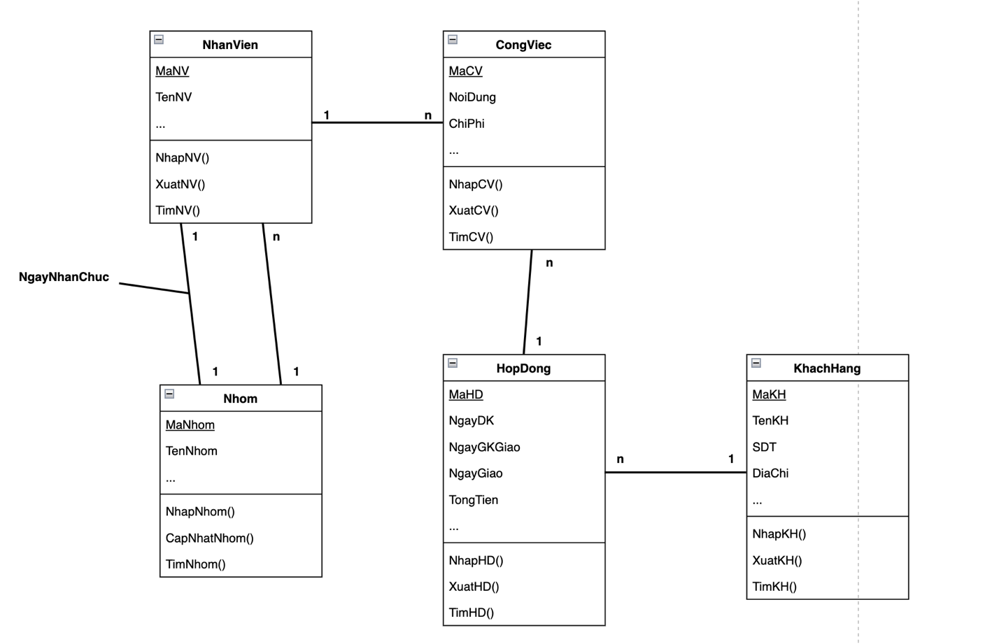 NhanVien
MaNV
TenNV
...
NhapNV()
XuatNV()
TimNV()
1
n
CongViec
MaCV
NoiDung
ChiPhi
...
NhapCV()
XuatCV()
TimCV()
1
n
NgayNhanChuc
1
1
Nhom
MaNhom
TenNhom
...
NhapNhom()
CapNhatNhom()
TimNhom()
n
1
HopDong
MaHD
NgayDK
NgayGKGiao
NgayGiao
TongTien
...
NhapHD()
XuatHD()
TimHD()
n
1
KhachHang
MaKH
TenKH
SDT
DiaChi
...
NhapKH()
XuatKH()
TimKH()